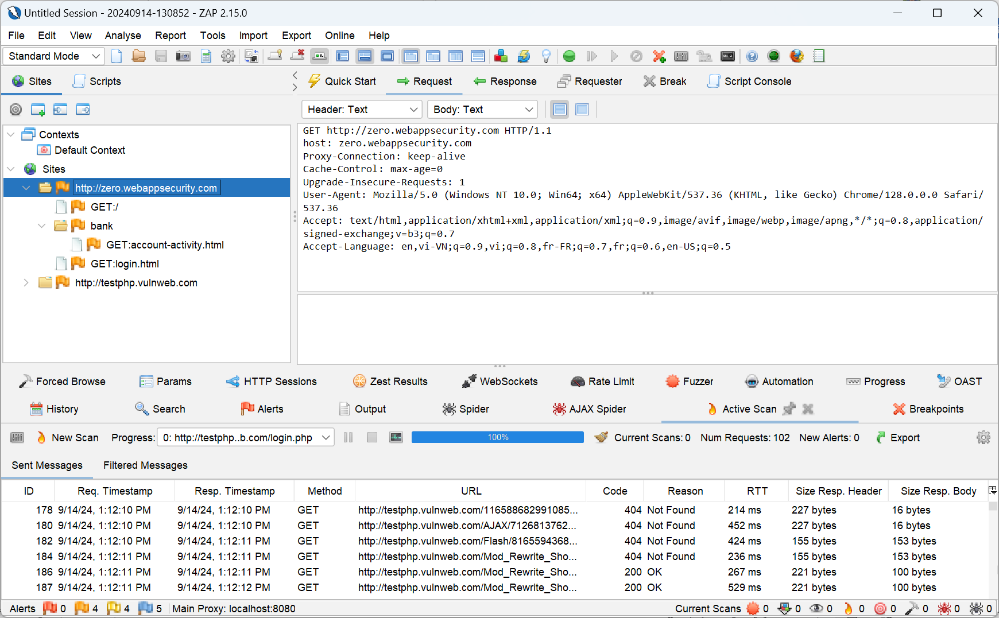 Untitled Session - 20240914-130852 - ZAP 2.15.0
File Edit View Analyse Report Tools Import Export Online Help
Standard Mode
Sites Scripts
Quick Start Request Response Requester Break Script Console
Header: Text Body: Text
Contexts
Default Context
Sites
http://zero.webappsecurity.com
GET:/
bank
GET:account-activity.html
GET:login.html
http://testphp.vulnweb.com
GET http://zero.webappsecurity.com HTTP/1.1
host: zero.webappsecurity.com
Proxy-Connection: keep-alive
Cache-Control: max-age=0
Upgrade-Insecure-Requests: 1
User-Agent: Mozilla/5.0 (Windows NT 10.0; Win64; x64) AppleWebKit/537.36 (KHTML, like Gecko) Chrome/128.0.0.0 Safari/
537.36
Accept: text/html,application/xhtml+xml,application/xml;q=0.9,image/avif,image/webp,image/apng,*/*;q=0.8,application/
signed-exchange;v=b3;q=0.7
Accept-Language: en,vi-VN;q=0.9,vi;q=0.8,fr-FR;q=0.7,fr;q=0.6,en-US;q=0.5
Forced Browse Params HTTP Sessions Zest Results WebSockets Rate Limit Fuzzer Automation Progress OAST
History Search Alerts Output Spider AJAX Spider Active Scan Breakpoints
New Scan Progress: 0: http://testphp..b.com/login.php 100% Current Scans: 0 Num Requests: 102 New Alerts: 0 Export
Sent Messages Filtered Messages
ID Req. Timestamp Resp. Timestamp Method URL Code Reason RTT Size Resp. Header Size Resp. Body
178 9/14/24, 1:12:10 PM 9/14/24, 1:12:10 PM GET http://testphp.vulnweb.com/116588682991085... 404 Not Found 214 ms 227 bytes 16 bytes
180 9/14/24, 1:12:10 PM 9/14/24, 1:12:10 PM GET http://testphp.vulnweb.com/AJAX/7126813762... 404 Not Found 452 ms 227 bytes 16 bytes
182 9/14/24, 1:12:10 PM 9/14/24, 1:12:11 PM GET http://testphp.vulnweb.com/Flash/8165594368... 404 Not Found 424 ms 155 bytes 153 bytes
184 9/14/24, 1:12:11 PM 9/14/24, 1:12:11 PM GET http://testphp.vulnweb.com/Mod_Rewrite_Sho... 404 Not Found 236 ms 155 bytes 153 bytes
186 9/14/24, 1:12:11 PM 9/14/24, 1:12:11 PM GET http://testphp.vulnweb.com/Mod_Rewrite_Sho... 200 OK 267 ms 221 bytes 100 bytes
187 9/14/24, 1:12:11 PM 9/14/24, 1:12:12 PM GET http://testphp.vulnweb.com/Mod_Rewrite_Sho... 200 OK 529 ms 221 bytes 100 bytes
Alerts 0 4 4 5 Main Proxy: localhost:8080 Current Scans 0 0 0 0 0 0 0 0